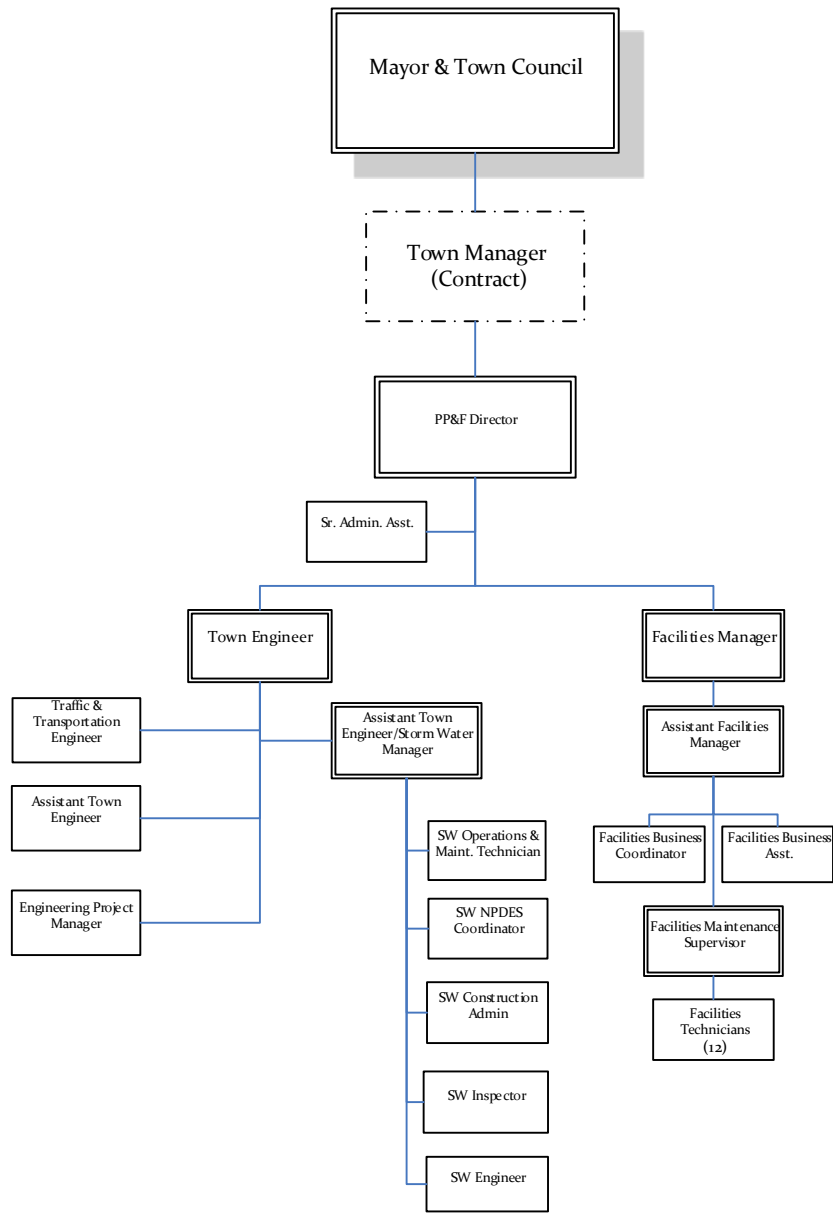 Mayor & Town Council
Town Manager
(Contract)
PP&F Director
Sr. Admin. Asst.
Town Engineer
Facilities Manager
Traffic &
Transportation
Engineer
Assistant Town
Engineer/Storm Water
Manager
Assistant Facilities
Manager
Assistant Town
Engineer
SW Operations &
Maint. Technician
Facilities Business
Coordinator
Facilities Business
Asst.
Engineering Project
Manager
SW NPDES
Coordinator
Facilities Maintenance
Supervisor
SW Construction
Admin
Facilities
Technicians
(12)
SW Inspector
SW Engineer